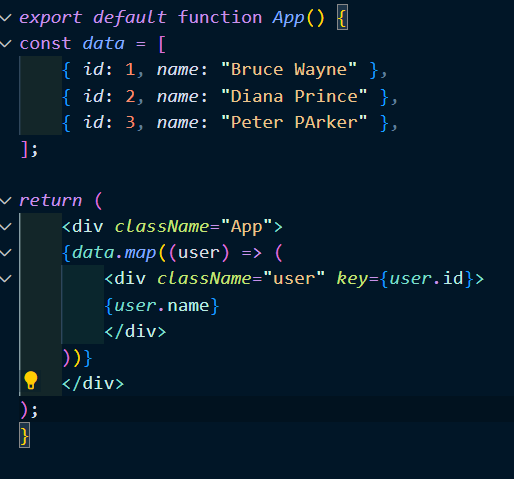 export default function App() {
const data = [
{ id: 1, name: "Bruce Wayne" },
{ id: 2, name: "Diana Prince" },
{ id: 3, name: "Peter PArker" },
];
return (
<div className="App">
{data.map((user) => (
<div className="user" key={user.id}>
{user.name}
</div>
))}
</div>
);
}